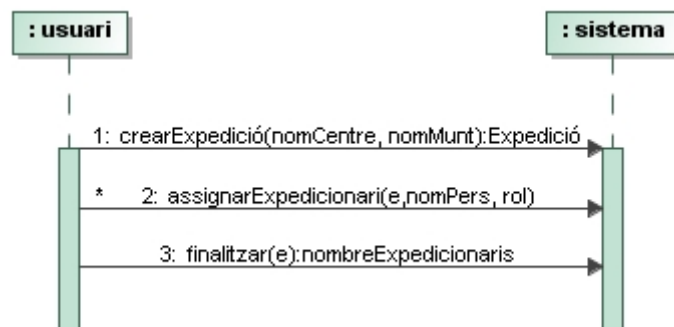 : usuari
: sistema
1: crearExpedició(nomCentre, nomMunt):Expedició
* 2: assignarExpedicionari(e,nomPers, rol)
3: finalitzar(e):nombreExpedicionaris